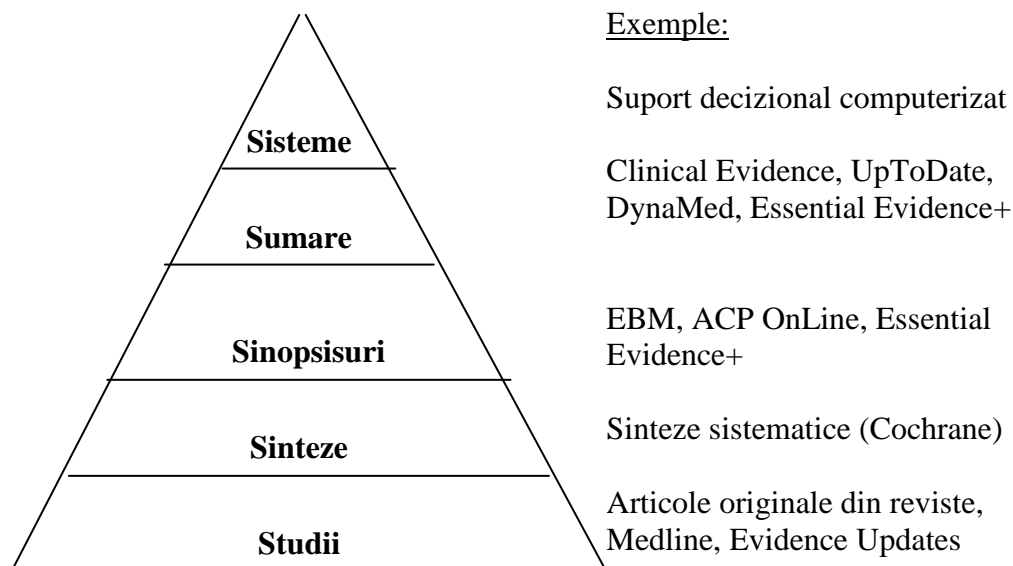 Exemple:
Suport decizional computerizat
Sisteme
Clinical Evidence, UpToDate,
DynaMed, Essential Evidence+
Sumare
EBM, ACP OnLine, Essential
Evidence+
Sinopsisuri
Sinteze sistematice (Cochrane)
Sinteze
Articole originale din reviste,
Medline, Evidence Updates
Studii